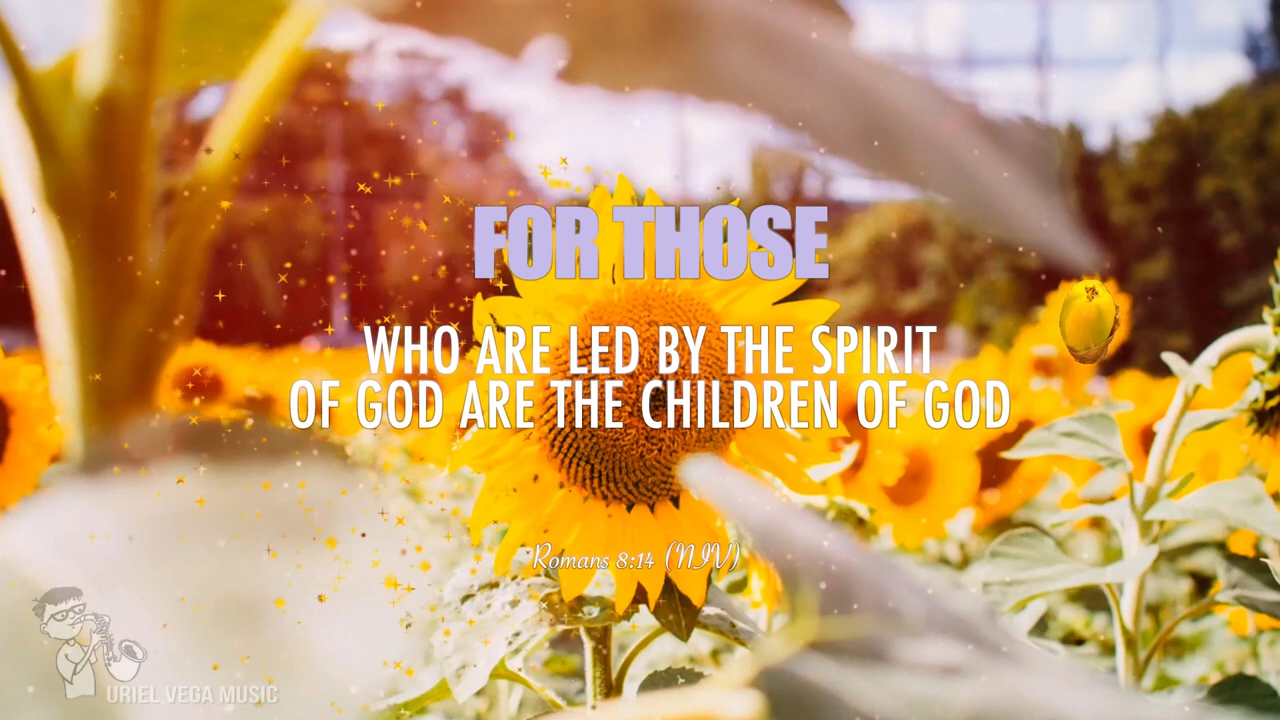 FOR THOSE
WHO ARE LED BY THE SPIRIT
OF GOD ARE THE CHILDREN OF GOD
Romans 8:14 (NIV)
URIEL VEGA MUSIC